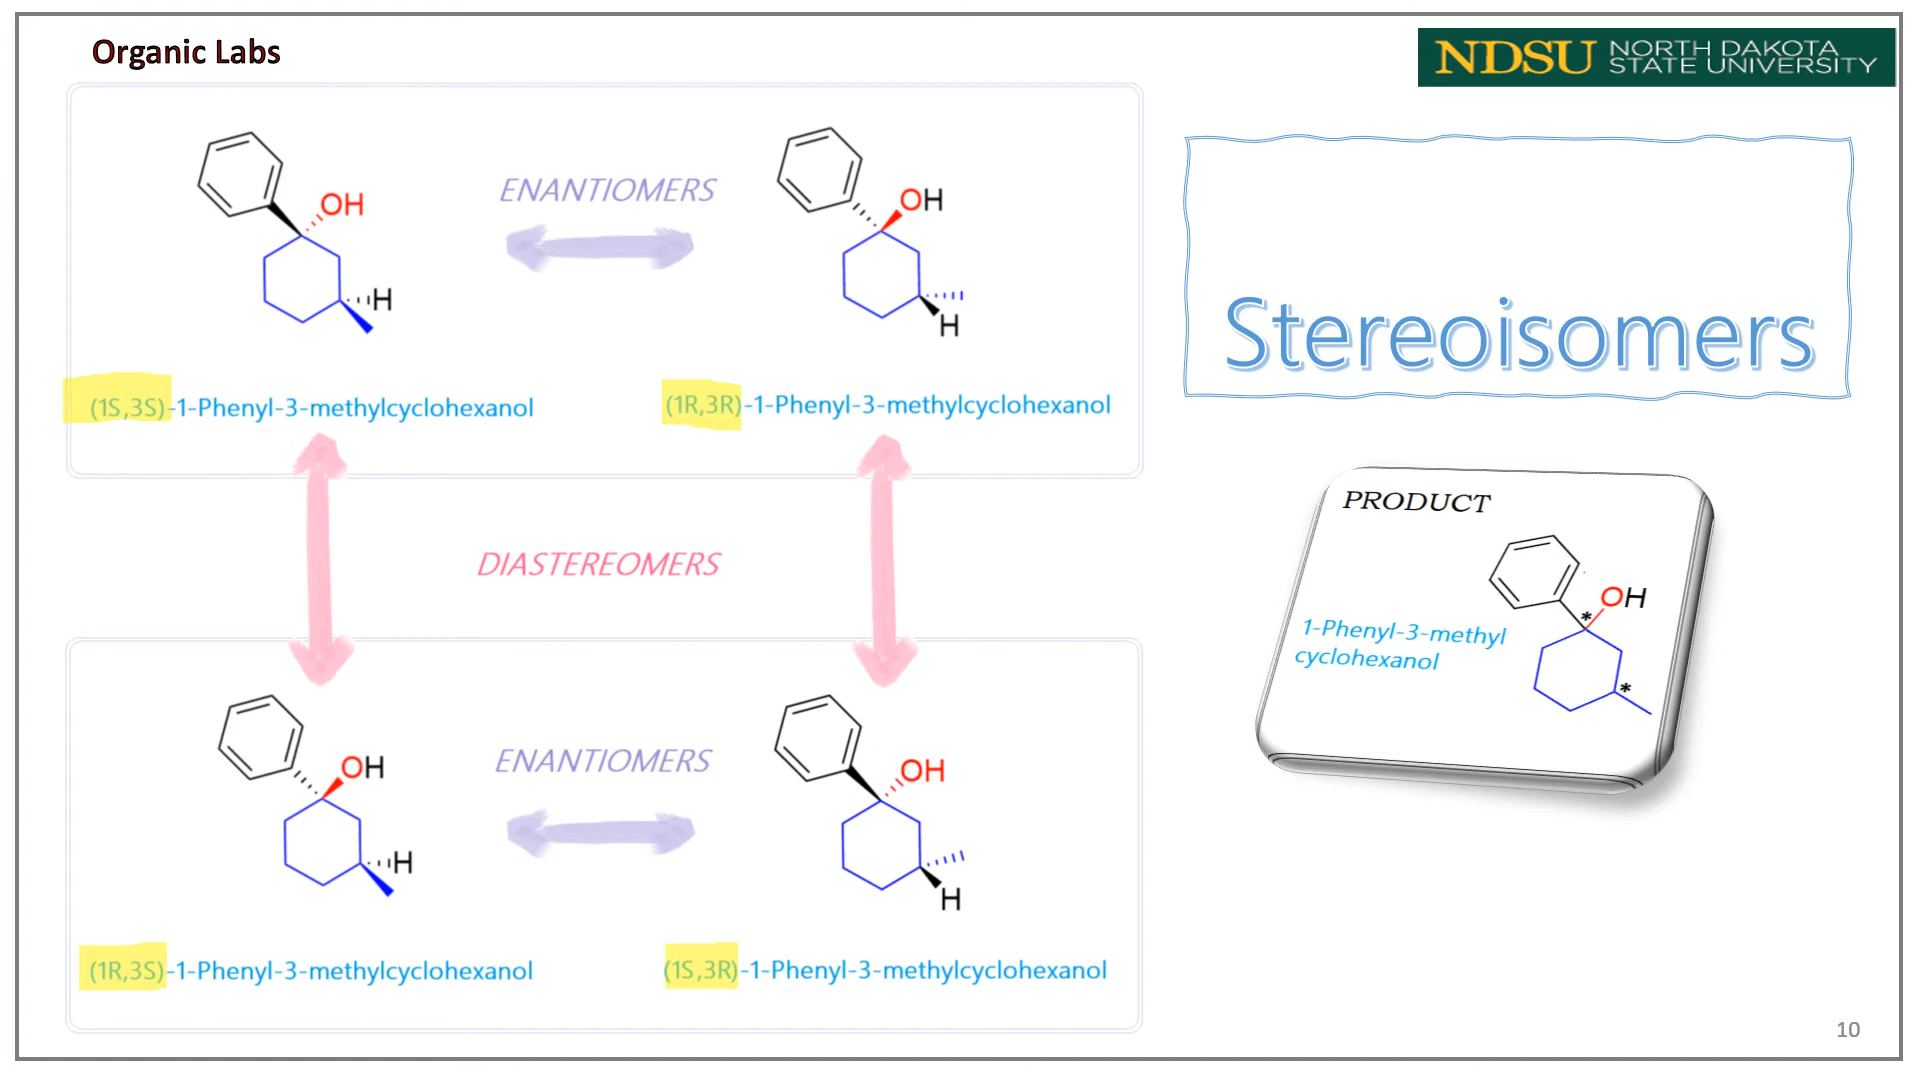 Organic Labs
NDSU NORTH DAKOTA
STATE UNIVERSITY
OH
H
ENANTIOMERS
OH
H
(1S,3S)-1-Phenyl-3-methylcyclohexanol
(1R,3R)-1-Phenyl-3-methylcyclohexanol
Stereoisomers
DIASTEREOMERS
PRODUCT
OH
*
*
1-Phenyl-3-methyl
cyclohexanol
OH
H
ENANTIOMERS
OH
H
(1R,3S)-1-Phenyl-3-methylcyclohexanol
(1S,3R)-1-Phenyl-3-methylcyclohexanol
10